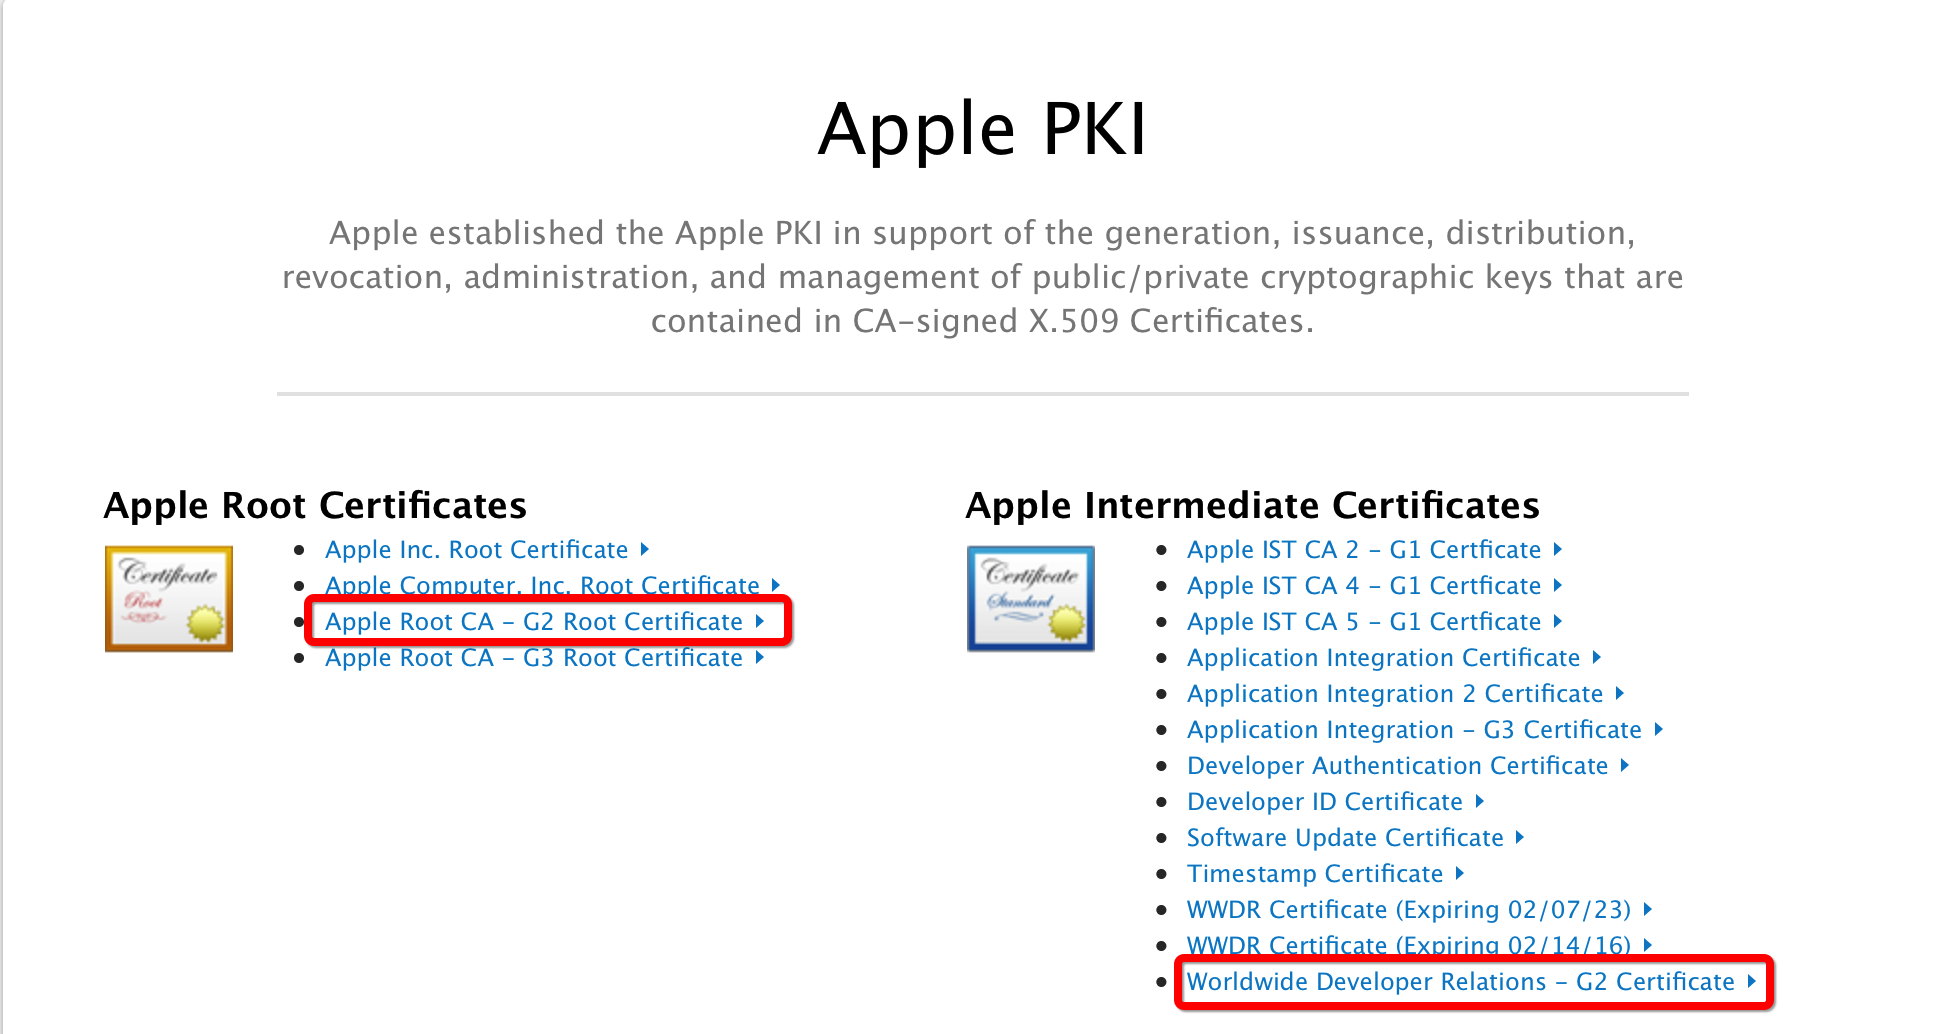 Apple PKI
Apple established the Apple PKI in support of the generation, issuance, distribution,
revocation, administration, and management of public/private cryptographic keys that are
contained in CA-signed X.509 Certificates.
Apple Root Certificates
Certificate
Root
Apple Inc. Root Certificate
Apple Computer, Inc. Root Certificate
Apple Root CA - G2 Root Certificate
Apple Root CA - G3 Root Certificate
Apple Intermediate Certificates
Certificate
Standard
Apple IST CA 2 - G1 Certficate
Apple IST CA 4 - G1 Certficate
Apple IST CA 5 - G1 Certficate
Application Integration Certificate
Application Integration 2 Certificate
Application Integration - G3 Certificate
Developer Authentication Certificate
Developer ID Certificate
Software Update Certificate
Timestamp Certificate
WWDR Certificate (Expiring 02/07/23)
WWDR Certificate (Expiring 02/14/16)
Worldwide Developer Relations - G2 Certificate